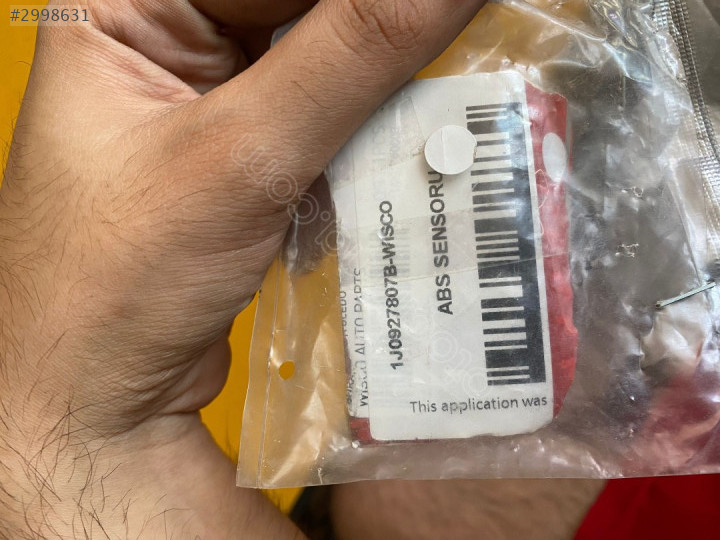 #2998631
WISCO AUTO PARTS
1J0927807B-WISCO
ABS SENSORU
This application was